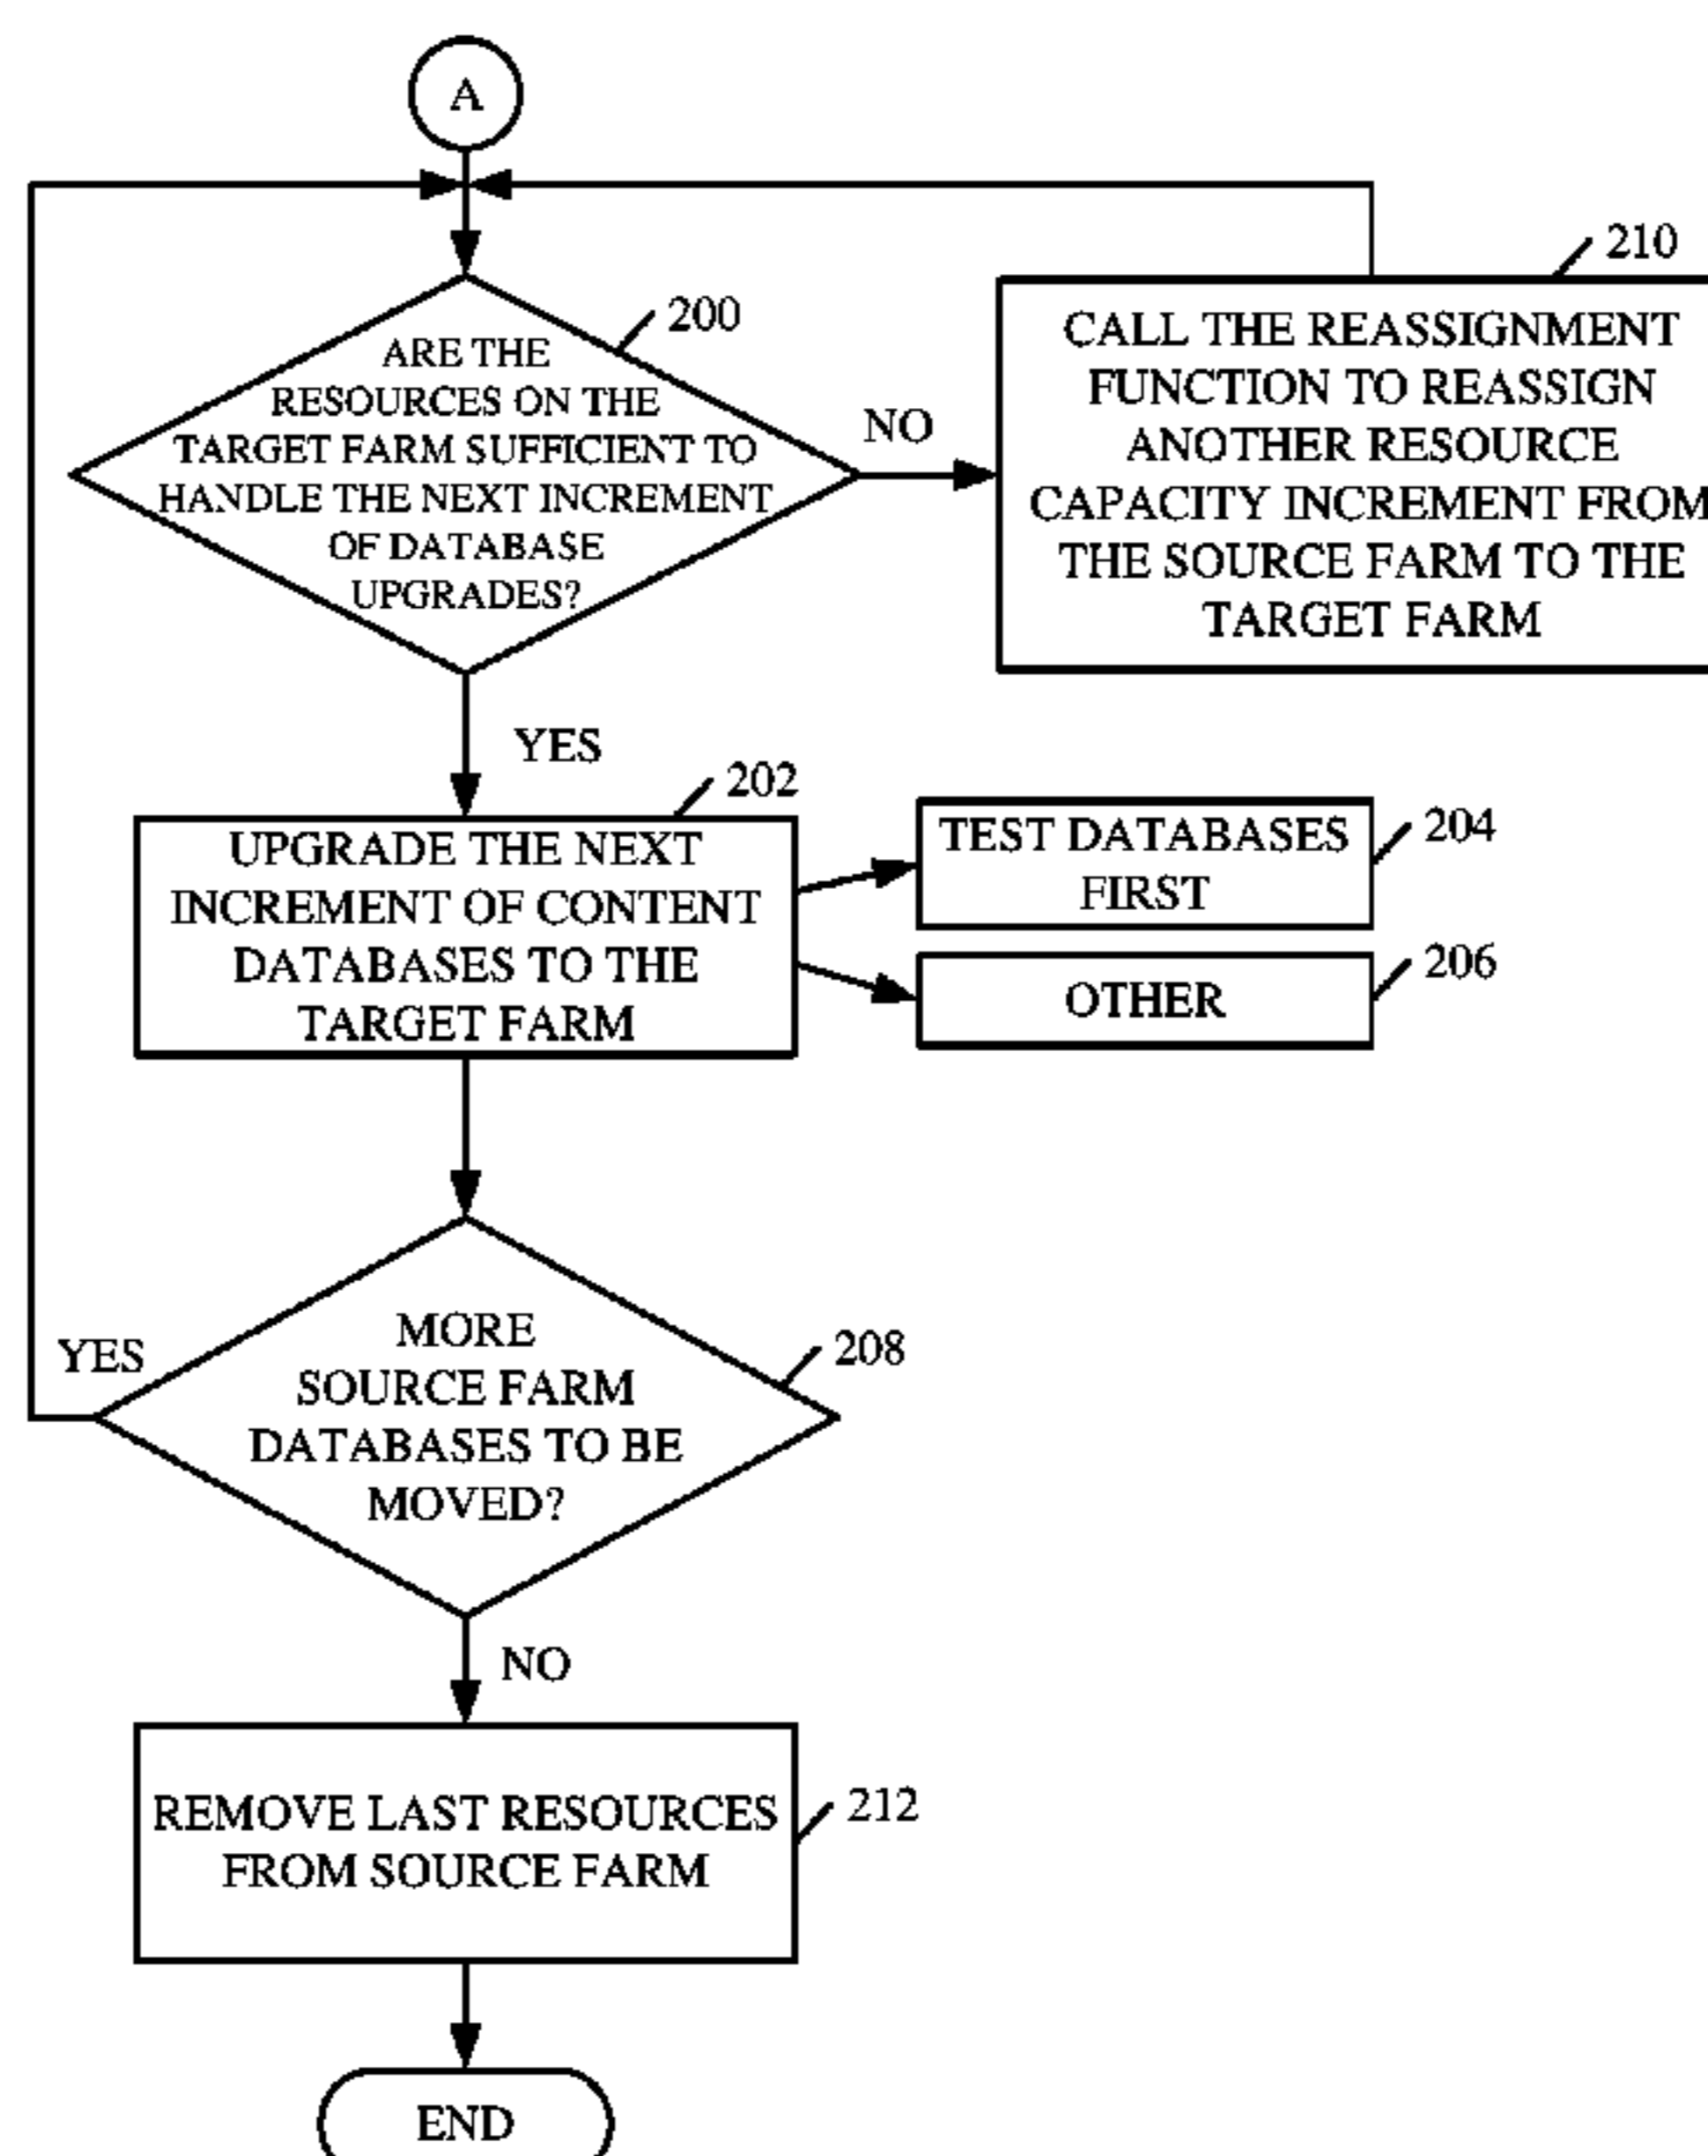 A
200
ARE THE
RESOURCES ON THE
TARGET FARM SUFFICIENT TO
HANDLE THE NEXT INCREMENT
OF DATABASE
UPGRADES?
NO
210
CALL THE REASSIGNMENT
FUNCTION TO REASSIGN
ANOTHER RESOURCE
CAPACITY INCREMENT FROM
THE SOURCE FARM TO THE
TARGET FARM
YES
202
UPGRADE THE NEXT
INCREMENT OF CONTENT
DATABASES TO THE
TARGET FARM
TEST DATABASES
FIRST
204
OTHER
206
YES
MORE
SOURCE FARM
DATABASES TO BE
MOVED?
208
NO
REMOVE LAST RESOURCES
FROM SOURCE FARM
212
END